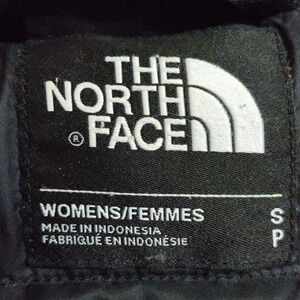 THE
NORTH
® FACE
WOMENS/FEMMES S
MADE IN INDONESIA P
FABRIQUÉ EN INDONÉSIE